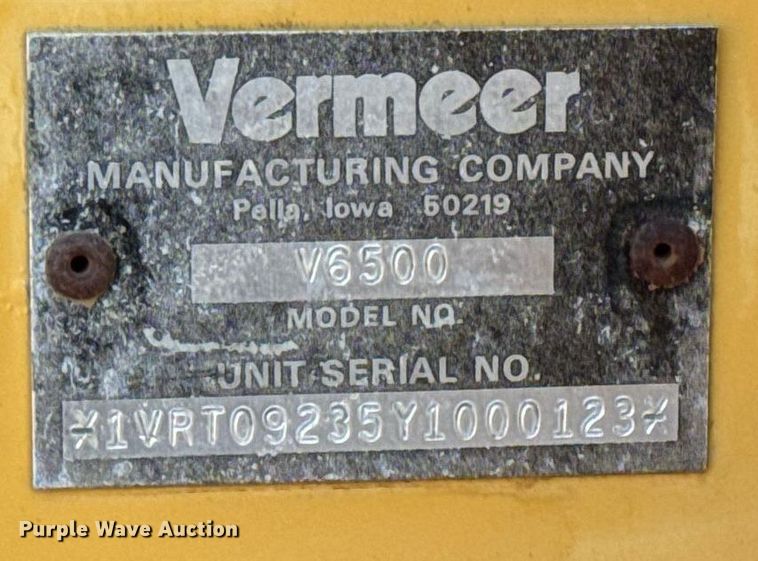 Vermeer
MANUFACTURING COMPANY
Pella, Iowa 50219
V6500
MODEL NO.
UNIT SERIAL NO.
*1VRT09235Y1000123*
Purple Wave Auction